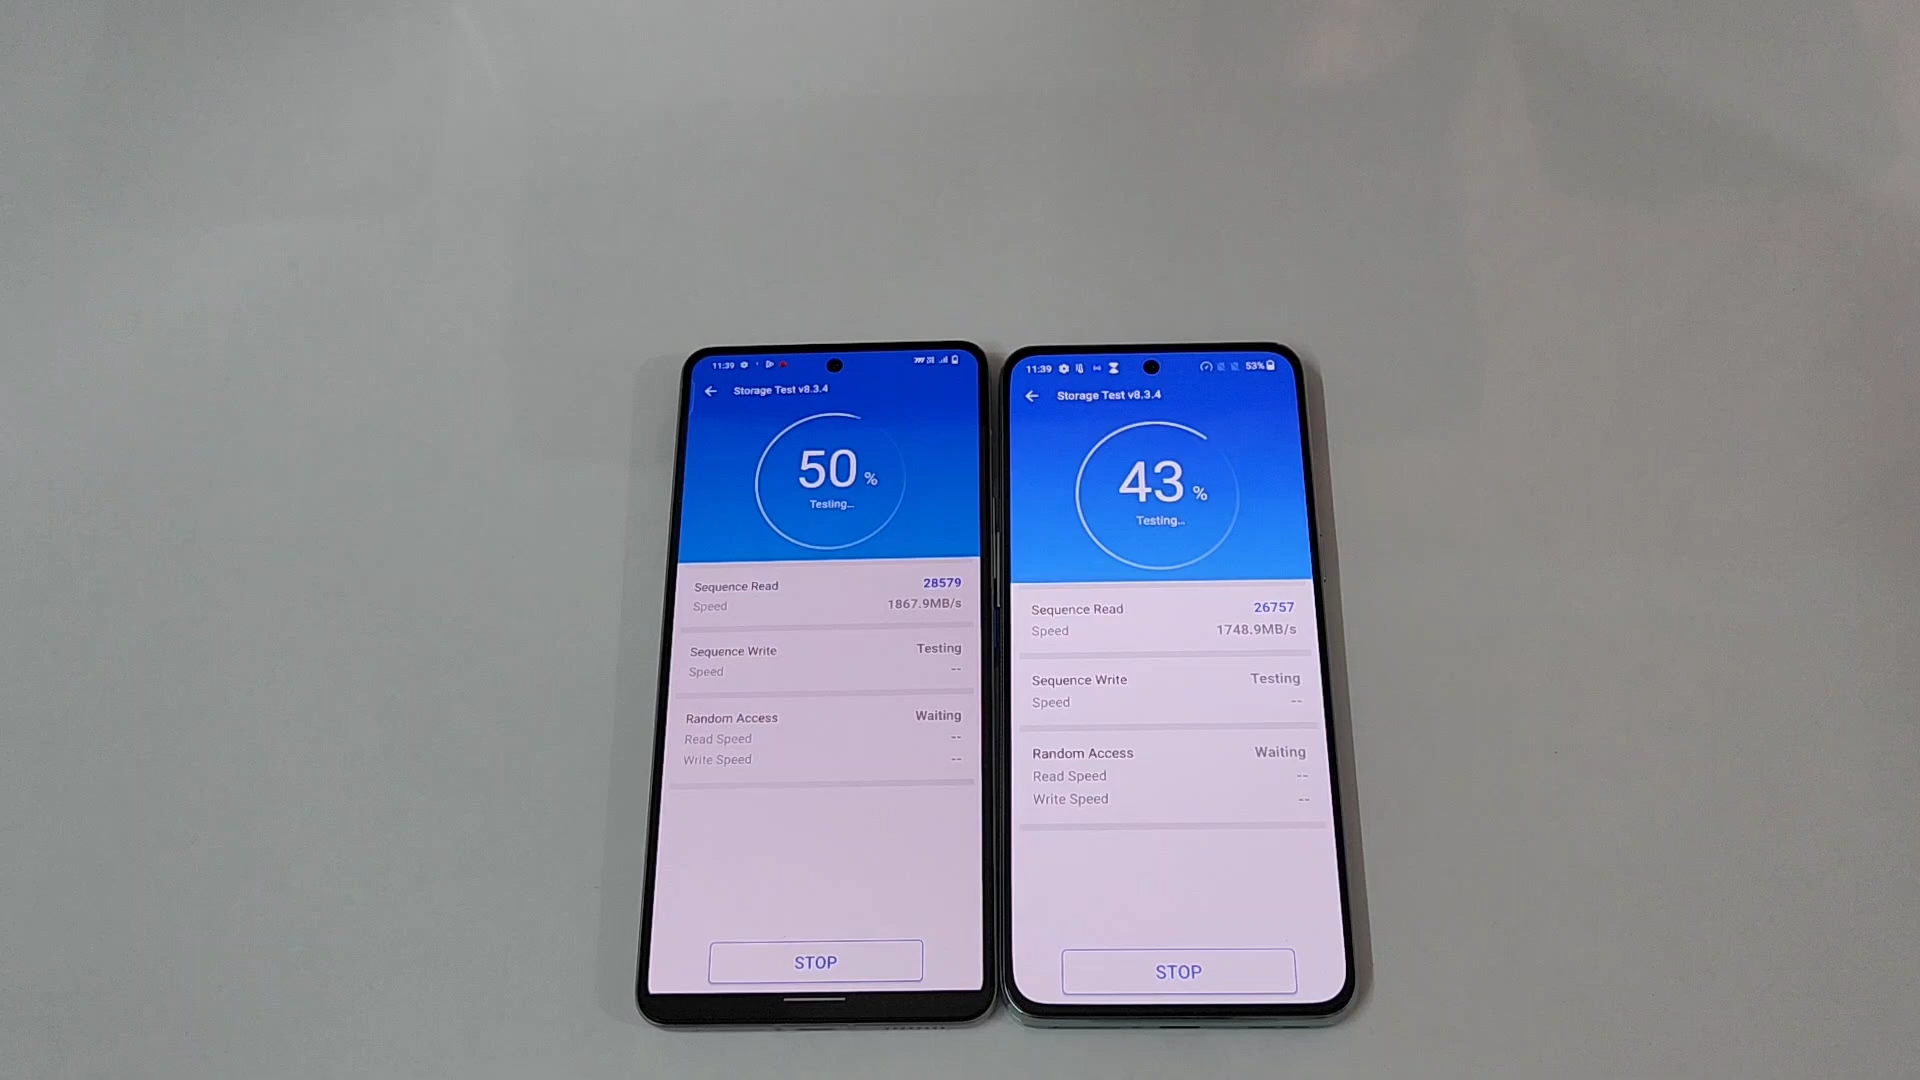 11:39
Storage Test v8.3.4
50 %
Testing...
Sequence Read 28579
Speed 1867.9MB/s
Sequence Write Testing
Speed --
Random Access Waiting
Read Speed --
Write Speed --
STOP
11:39 53%
Storage Test v8.3.4
43 %
Testing...
Sequence Read 26757
Speed 1748.9MB/s
Sequence Write Testing
Speed --
Random Access Waiting
Read Speed --
Write Speed --
STOP